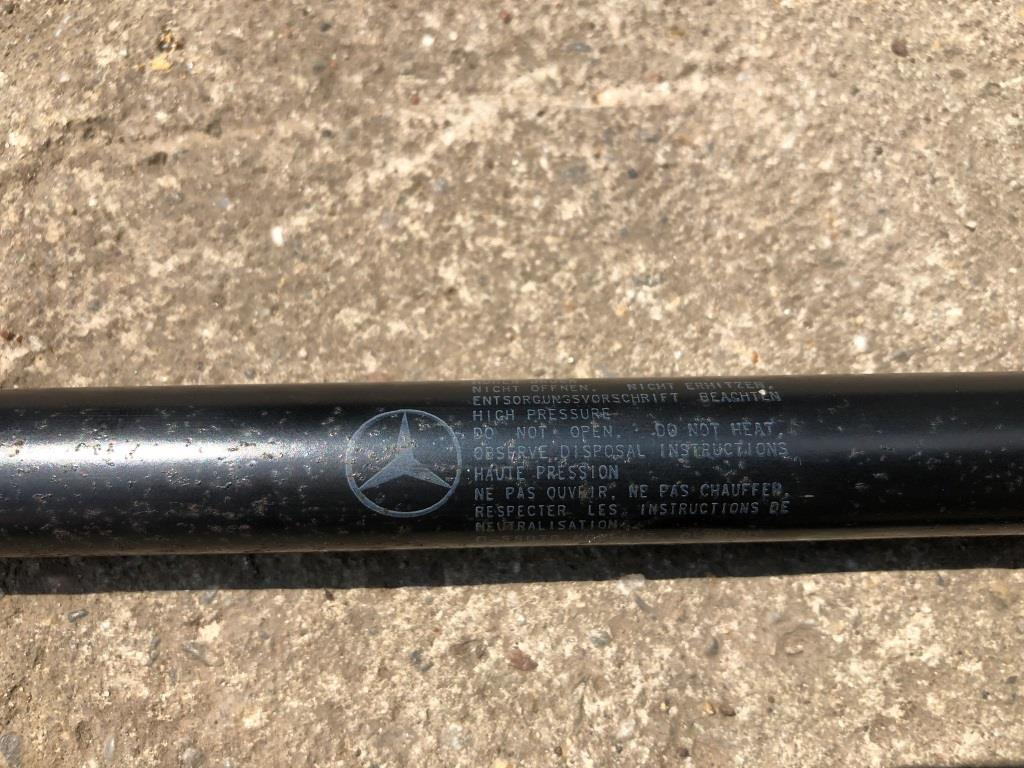 NICHT ÖFFNEN. NICHT ERHITZEN.
ENTSORGUNGSVORSCHRIFT BEACHTEN
HIGH PRESSURE
DO NOT OPEN. DO NOT HEAT.
OBSERVE DISPOSAL INSTRUCTIONS
HAUTE PRESSION
NE PAS OUVRIR. NE PAS CHAUFFER.
RESPECTER LES INSTRUCTIONS DE
NEUTRALISATION